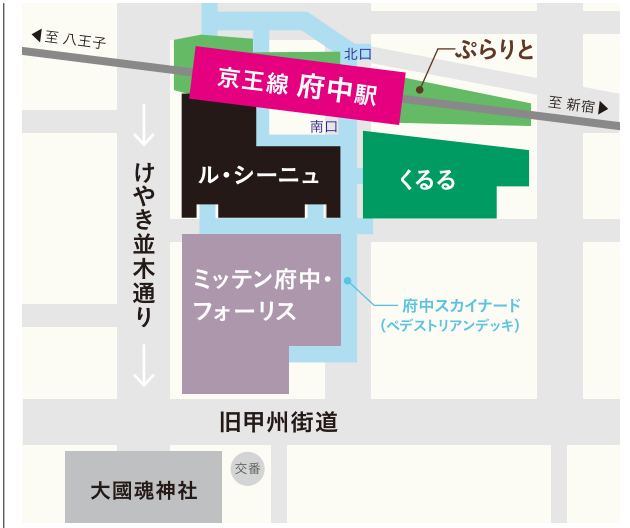 至 八王子
北口
ぷらりと
京王線 府中駅
至 新宿
南口
ル・シーニュ
くるる
けやき並木通り
ミッテン府中・
フォーリス
府中スカイナード
(ペデストリアンデッキ)
旧甲州街道
交番
大國魂神社